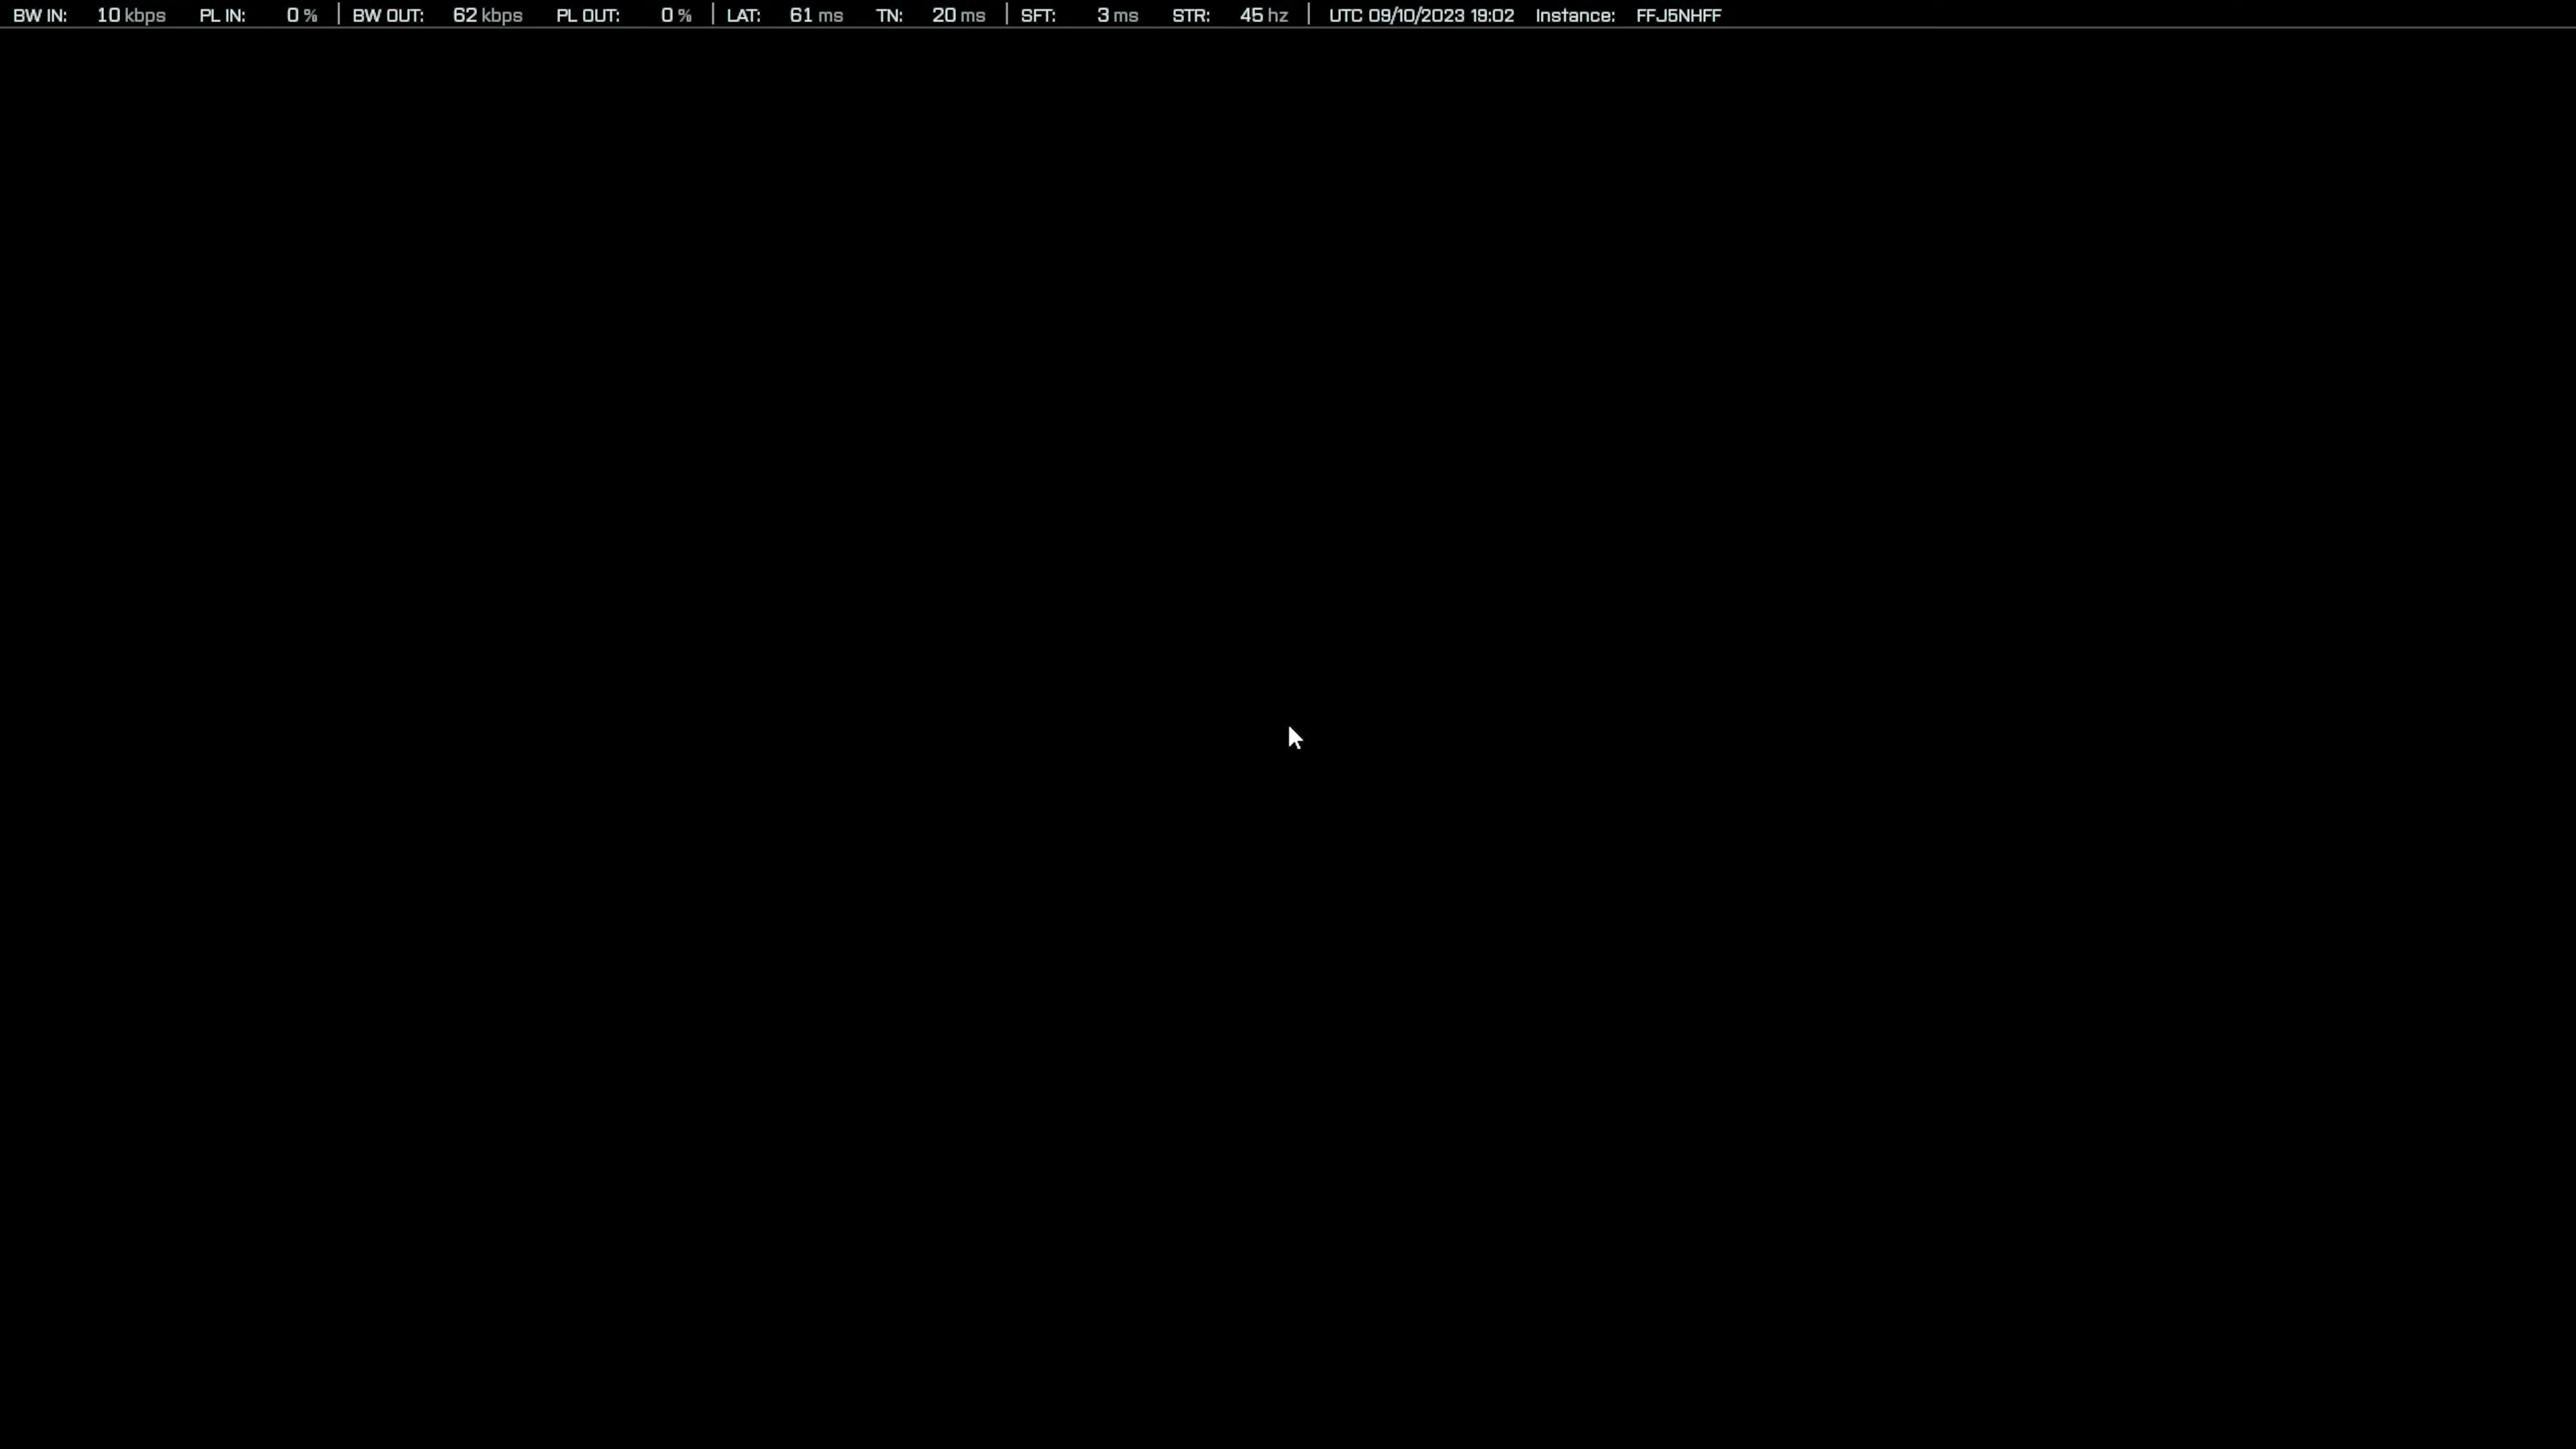 BW IN: 10 kbps PL IN: 0 % | BW OUT: 62 kbps PL OUT: 0 % | LAT: 61 ms TN: 20 ms | SFT: 3 ms STR: 45 hz | UTC 09/10/2023 19:02 Instance: FFJ5NHFF